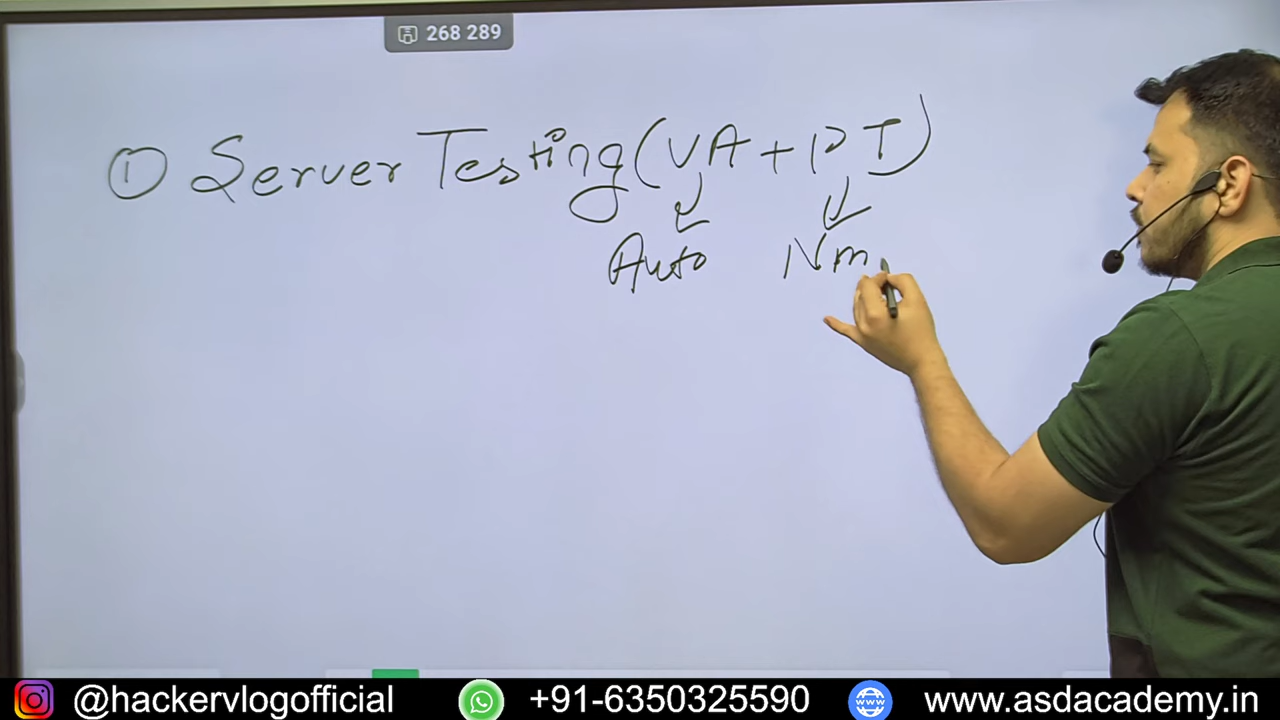 268 289
① Server Testing (VA + PT)
Auto Nm
@hackervlogofficial +91-6350325590 www.asdacademy.in